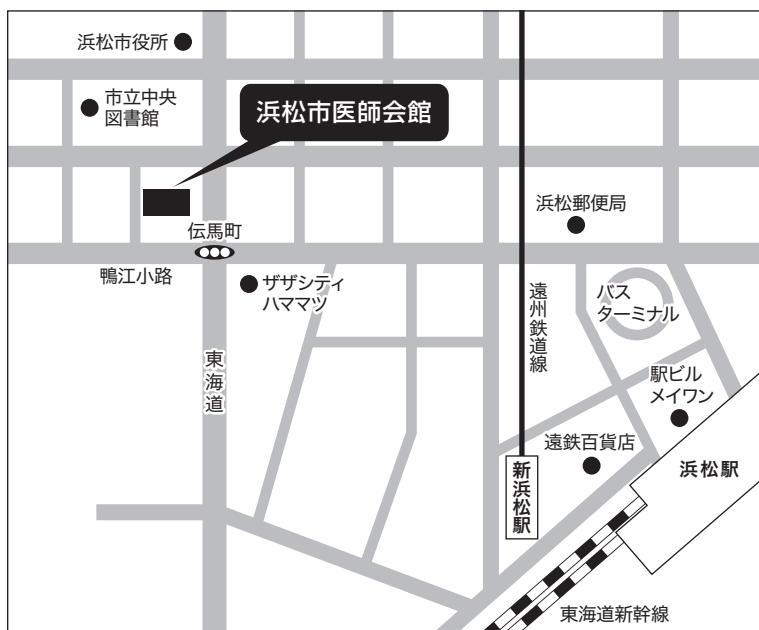 浜松市役所
市立中央
図書館
浜松市医師会館
浜松郵便局
伝馬町
鴨江小路
ザザシティ
ハママツ
遠州鉄道線
バス
ターミナル
東海道
駅ビル
メイワン
遠鉄百貨店
新浜松駅
浜松駅
東海道新幹線